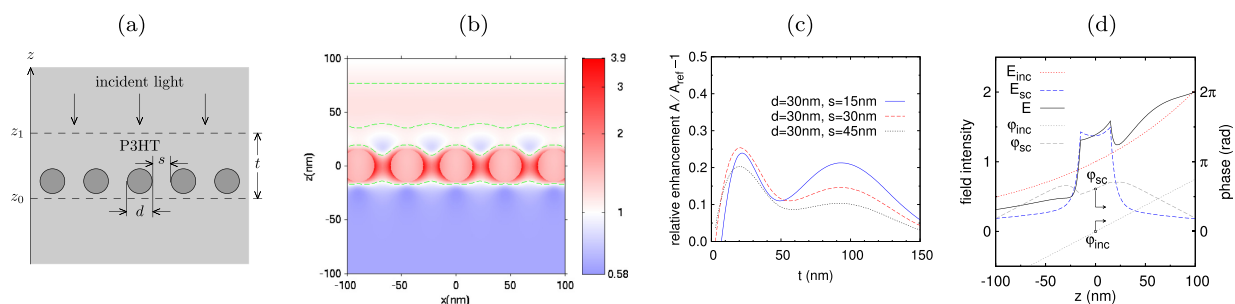 (a)
z
incident light
z1
P3HT
s
t
z0
d
(b)
z(nm)
100
50
0
-50
-100
-100 -50 0 50 100
x(nm)
3.9
3
2
1
0.58
(c)
relative enhancement A / Aref −1
0.5
0.4
0.3
0.2
0.1
0
d=30nm, s=15nm
d=30nm, s=30nm
d=30nm, s=45nm
0 50 100 150
t (nm)
(d)
field intensity
2
1
0
Einc
Esc
E
φinc
φsc
φsc
φinc
2π
π
0
phase (rad)
-100 -50 0 50 100
z (nm)